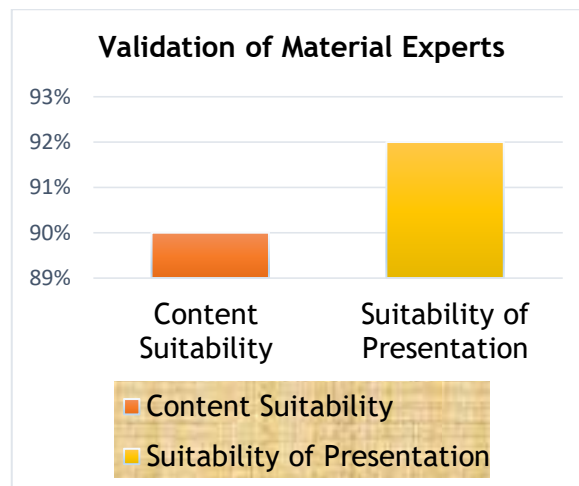 Validation of Material Experts
93%
92%
91%
90%
89%
Content
Suitability
Suitability of
Presentation
Content Suitability
Suitability of Presentation